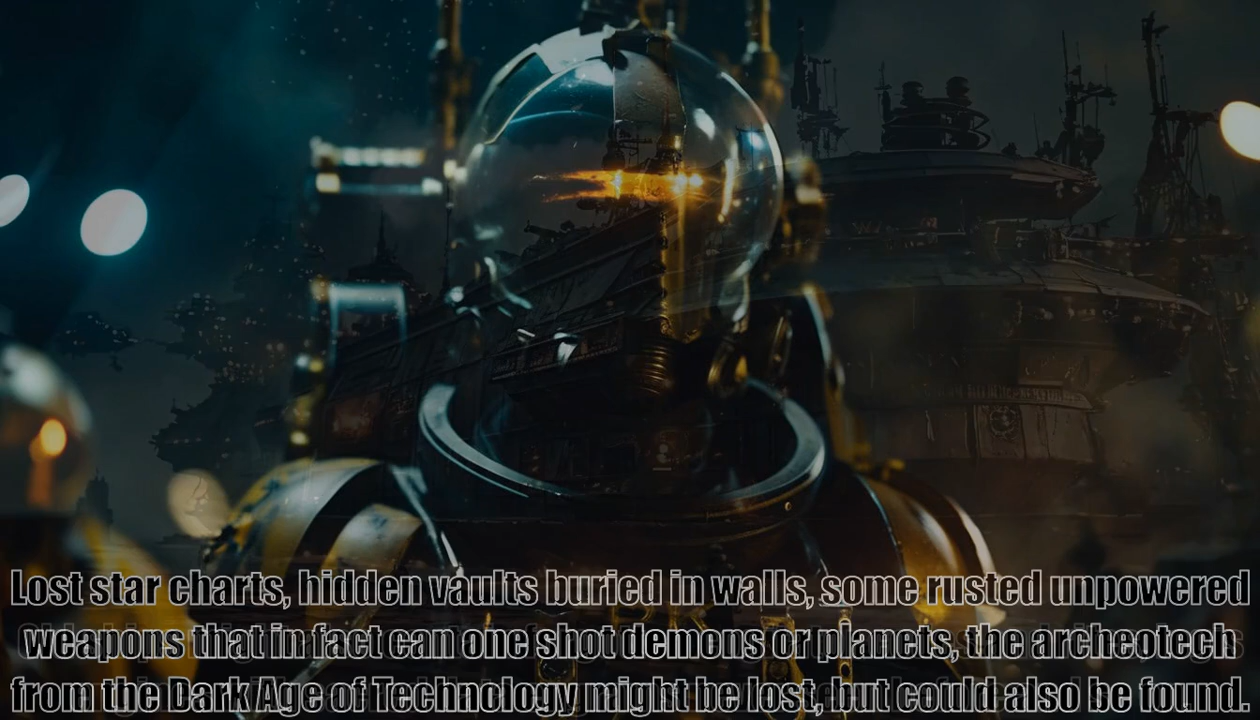 Lost star charts, hidden vaults buried in walls, some rusted unpowered
weapons that in fact can one shot demons or planets, the archeotech
from the Dark Age of Technology might be lost, but could also be found.